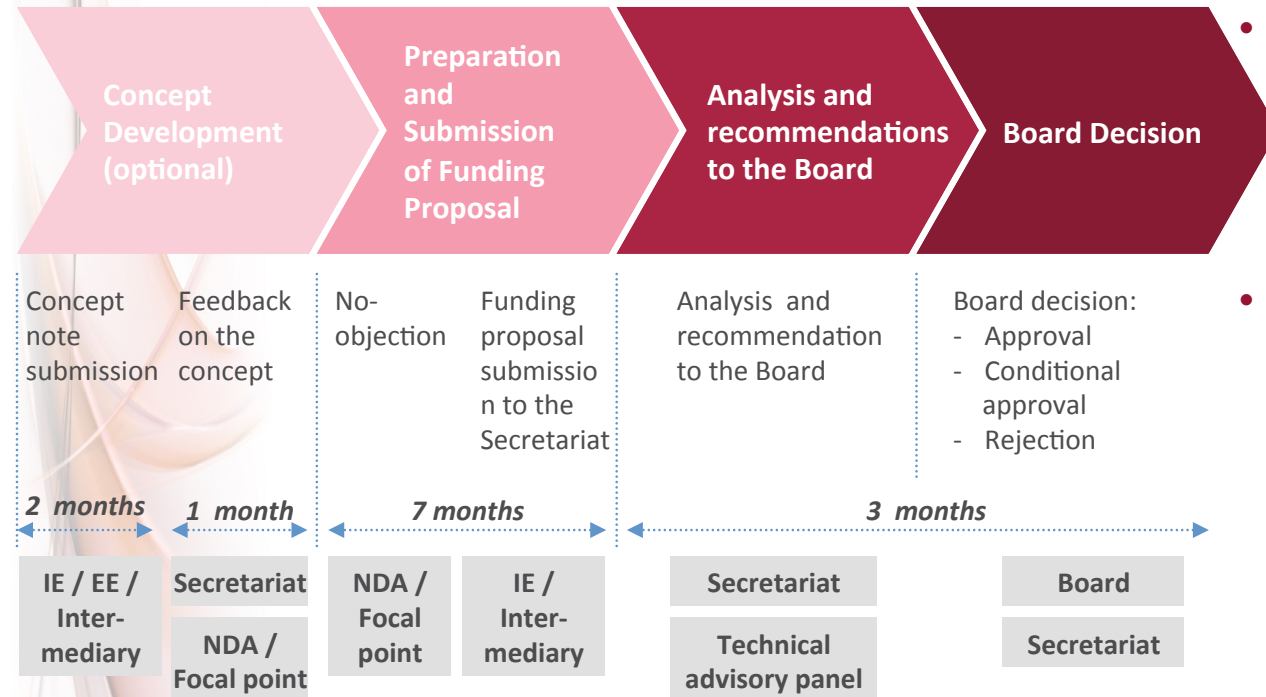 Concept
Development
(optional)
Preparation
and
Submission
of Funding
Proposal
Analysis and
recommendations
to the Board
Board Decision
Concept
note
submission
Feedback
on the
concept
No-
objection
Funding
proposal
submissio
n to the
Secretariat
Analysis and
recommendation
to the Board
Board decision:
- Approval
- Conditional
approval
- Rejection
2 months
1 month
7 months
3 months
IE / EE /
Inter-
mediary
Secretariat
NDA /
Focal point
NDA /
Focal
point
IE /
Inter-
mediary
Secretariat
Technical
advisory panel
Board
Secretariat